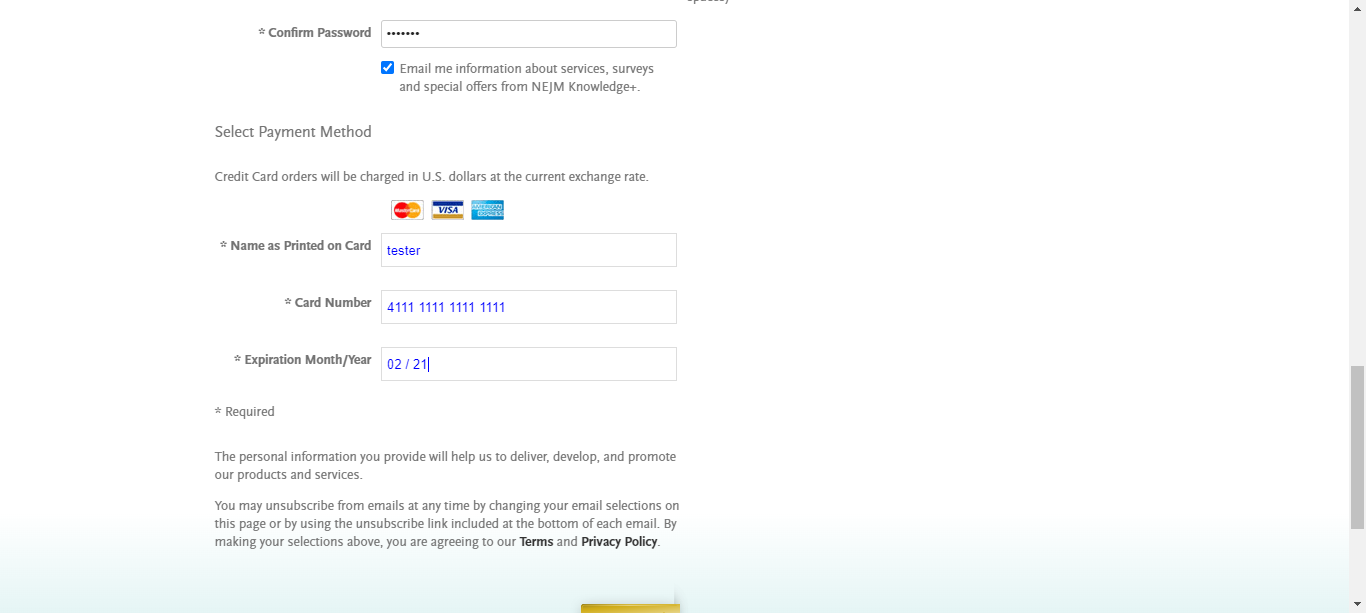 * Confirm Password •••••••
Email me information about services, surveys
and special offers from NEJM Knowledge+.
Select Payment Method
Credit Card orders will be charged in U.S. dollars at the current exchange rate.
MasterCard VISA AMERICAN EXPRESS
* Name as Printed on Card tester
* Card Number 4111 1111 1111 1111
* Expiration Month/Year 02 / 21
* Required
The personal information you provide will help us to deliver, develop, and promote
our products and services.
You may unsubscribe from emails at any time by changing your email selections on
this page or by using the unsubscribe link included at the bottom of each email. By
making your selections above, you are agreeing to our Terms and Privacy Policy.